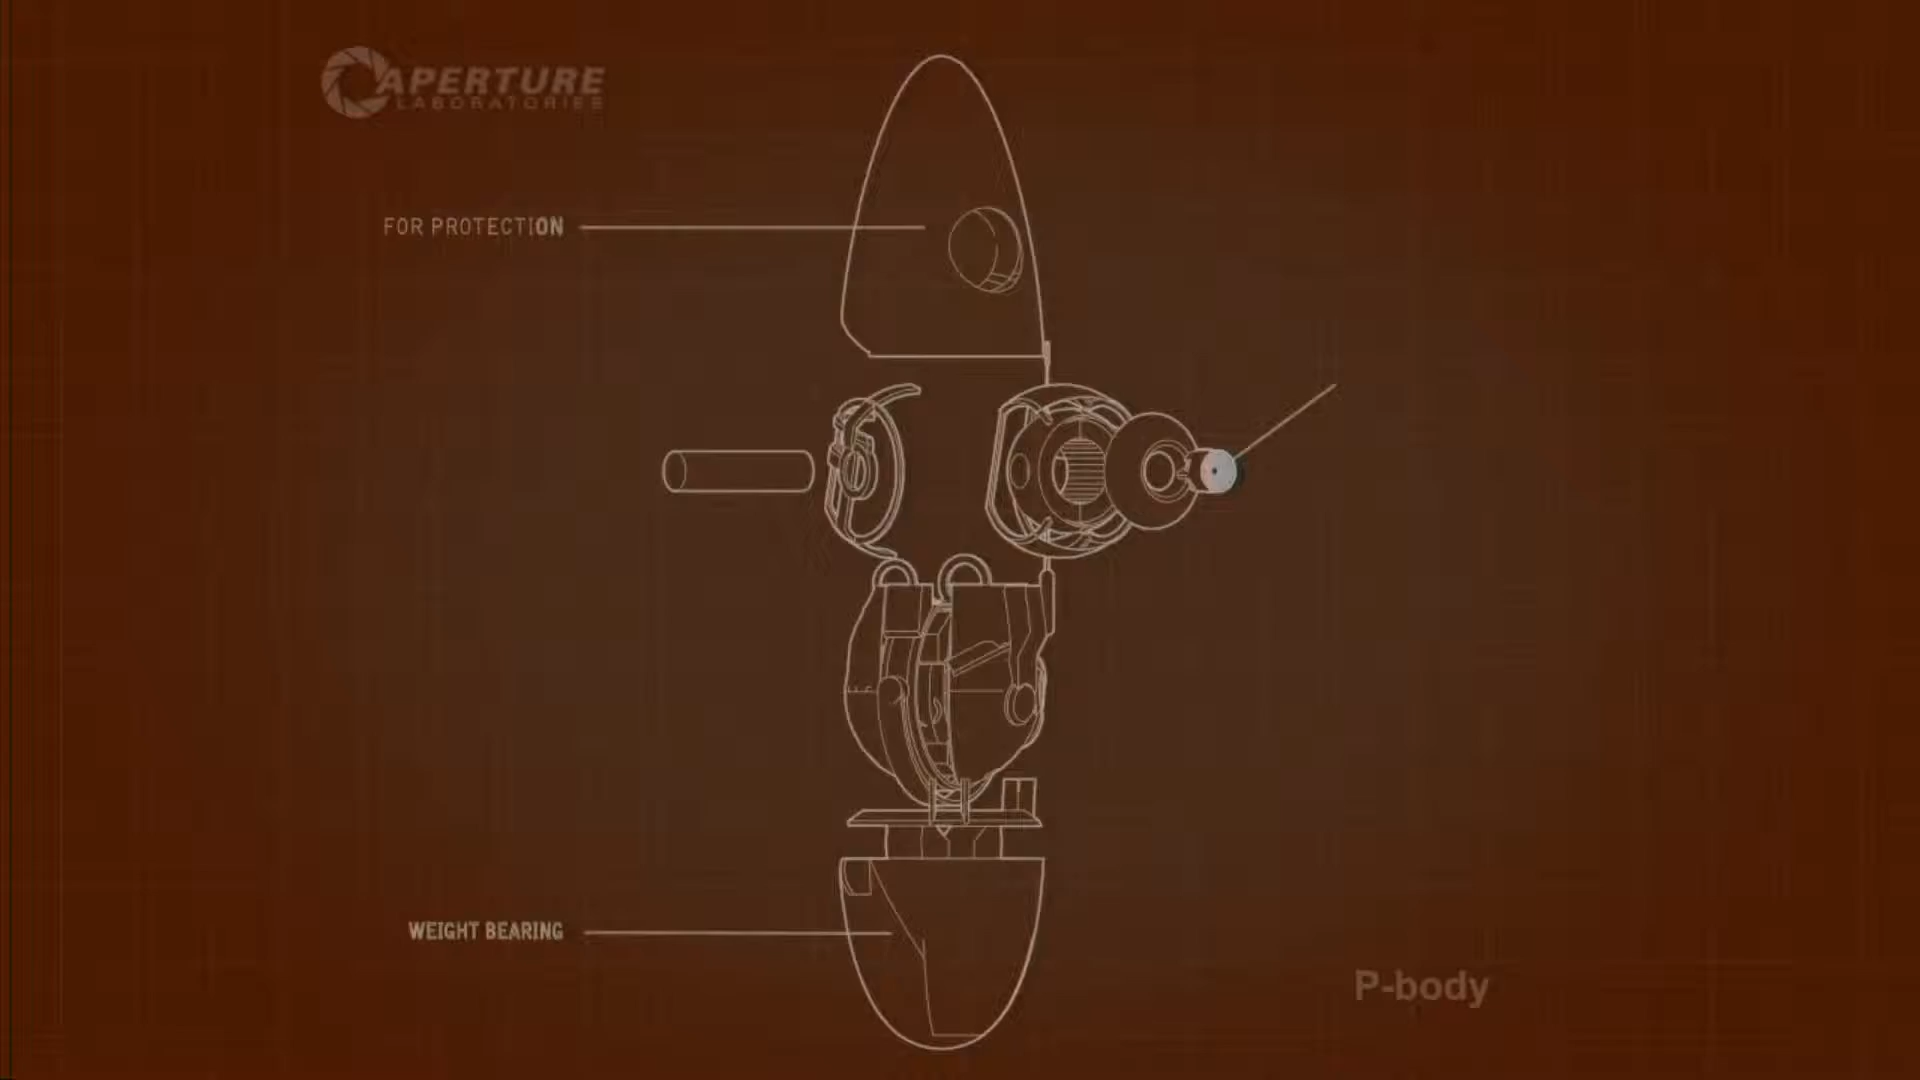 APERTURE
LABORATORIES
FOR PROTECTION
WEIGHT BEARING
P-body